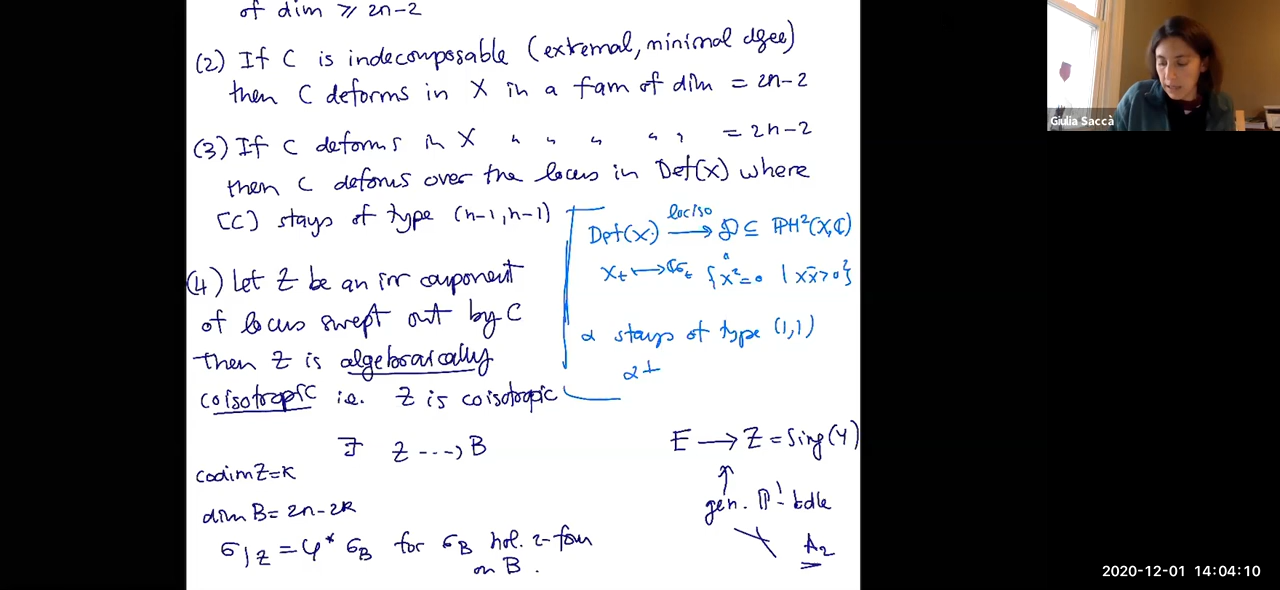 of dim ⩾ 2n-2
(2) If C is indecomposable (extremal, minimal dgee)
then C deforms in X in a fam of dim = 2n-2
(3) If C deforms in X " " " " " = 2n-2
then C deforms over the locus in Def(X) where
[C] stays of type (n-1, n-1)
loc iso
Def(X) ⟶ 𝒟 ⊆ ℙH²(X,ℂ)
X_t ⟼ ℂσ_t {x²=0 | x x̄ > 0}
α stays of type (1,1)
α⊥
(4) Let Z be an irr component
of locus swept out by C
then Z is algebraically
coisotropic i.e. Z is coisotropic
∃ Z ⇢ B
codim Z = k
dim B = 2n-2k
σ|_Z = φ* σ_B for σ_B hol. 2-form
on B.
E ⟶ Z = Sing(Y)
gen. ℙ¹-bdle
A₂
Giulia Saccà
2020-12-01 14:04:10